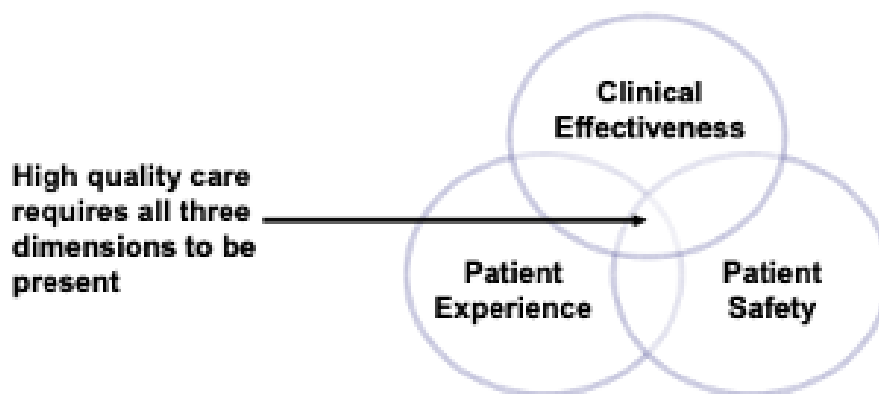 Clinical
Effectiveness
High quality care
requires all three
dimensions to be
present
Patient
Experience
Patient
Safety